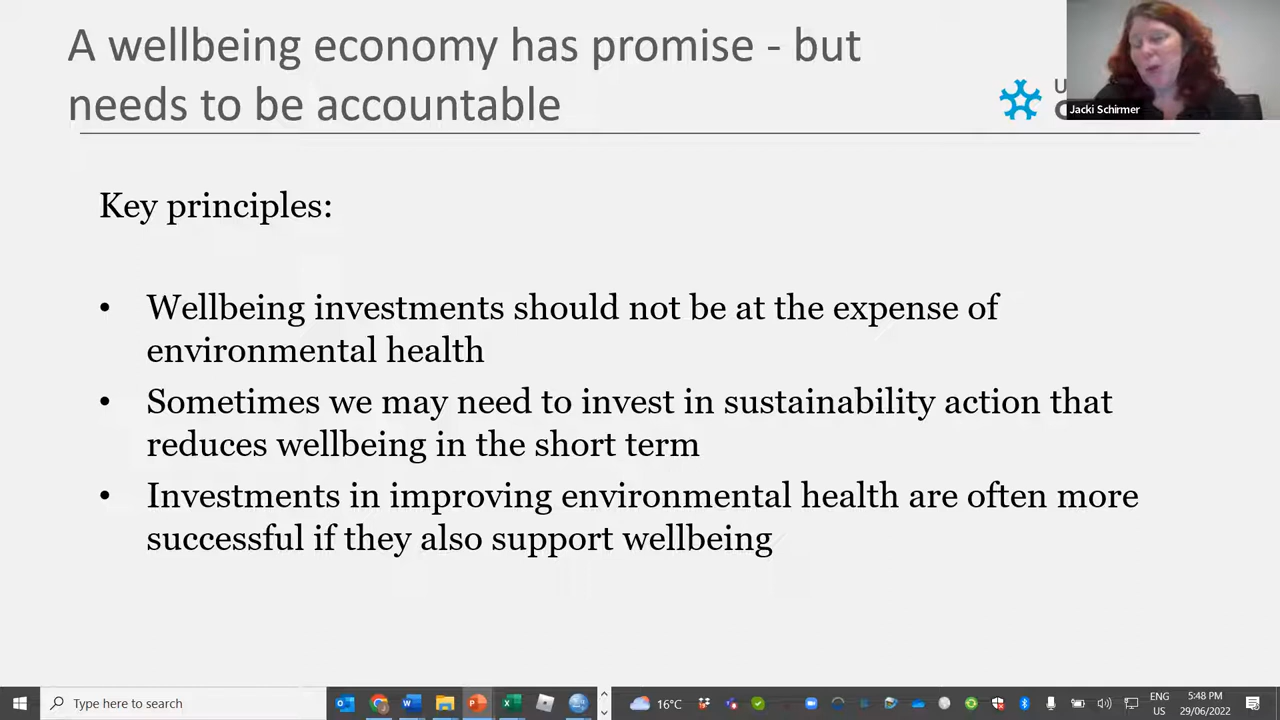 A wellbeing economy has promise - but
needs to be accountable
Jacki Schirmer
Key principles:
• Wellbeing investments should not be at the expense of
environmental health
• Sometimes we may need to invest in sustainability action that
reduces wellbeing in the short term
• Investments in improving environmental health are often more
successful if they also support wellbeing
Type here to search
16°C
ENG
US
5:48 PM
29/06/2022